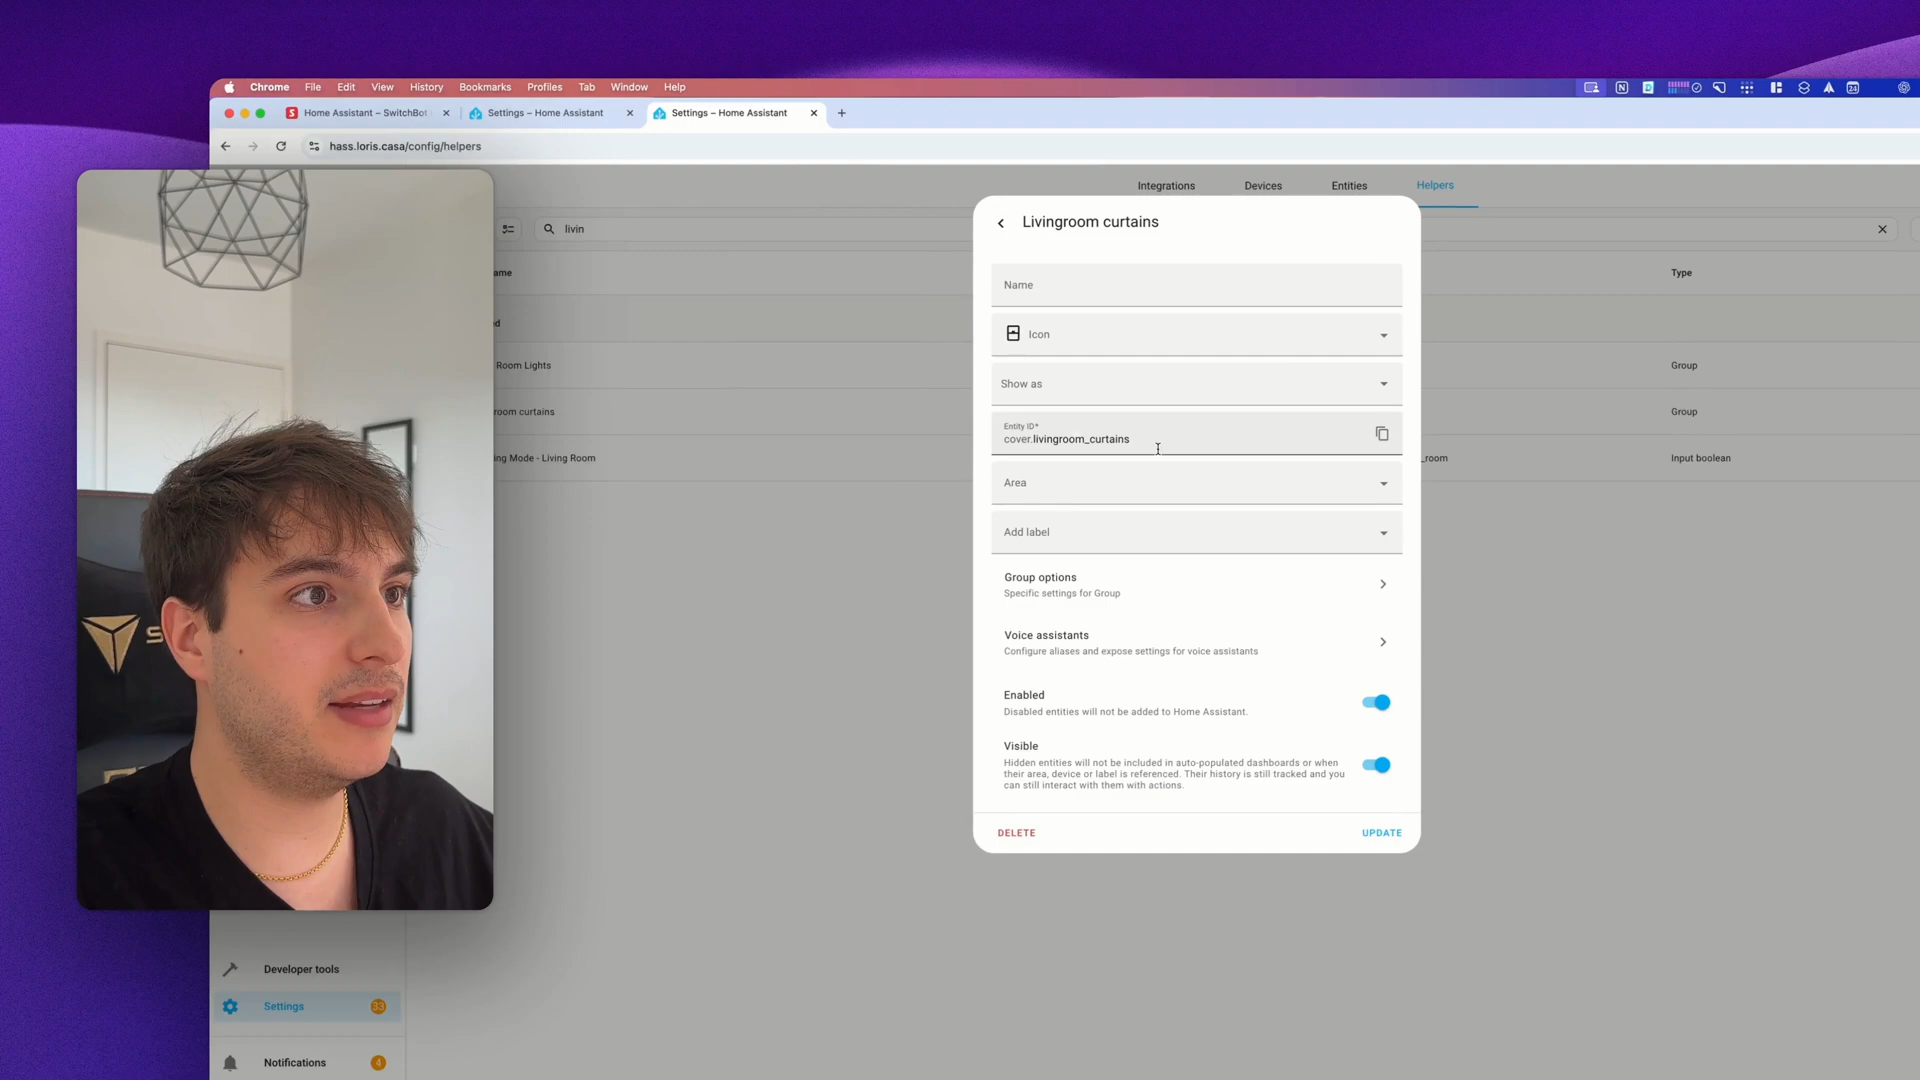 Chrome File Edit View History Bookmarks Profiles Tab Window Help
Home Assistant – SwitchBot
Settings – Home Assistant
Settings – Home Assistant
hass.loris.casa/config/helpers
Integrations Devices Entities Helpers
livin
Livingroom curtains
ame
Type
Name
ed
Icon
Room Lights
Group
Show as
room curtains
Group
Entity ID*
cover.livingroom_curtains
ing Mode - Living Room
_room
Input boolean
Area
Add label
Group options
Specific settings for Group
Voice assistants
Configure aliases and expose settings for voice assistants
Enabled
Disabled entities will not be added to Home Assistant.
Visible
Hidden entities will not be included in auto-populated dashboards or when
their area, device or label is referenced. Their history is still tracked and you
can still interact with them with actions.
DELETE
UPDATE
Developer tools
Settings 33
Notifications 4